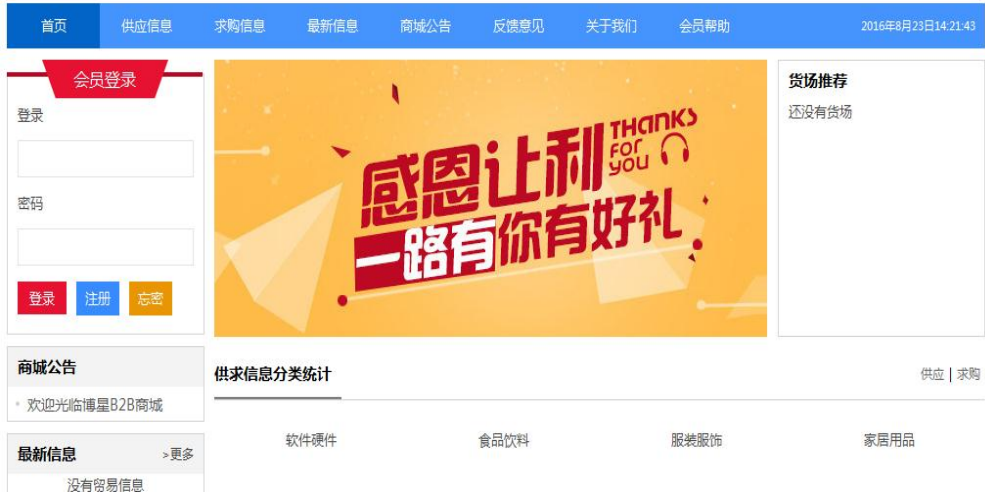 首页 供应信息 求购信息 最新信息 商城公告 反馈意见 关于我们 会员帮助 2016年8月23日14:21:43
会员登录
登录
密码
登录 注册 忘密
感恩让利 THANKS FOR YOU
一路有你有好礼
货场推荐
还没有货场
商城公告
欢迎光临博星B2B商城
最新信息 >更多
没有贸易信息
供求信息分类统计 供应 | 求购
软件硬件 食品饮料 服装服饰 家居用品